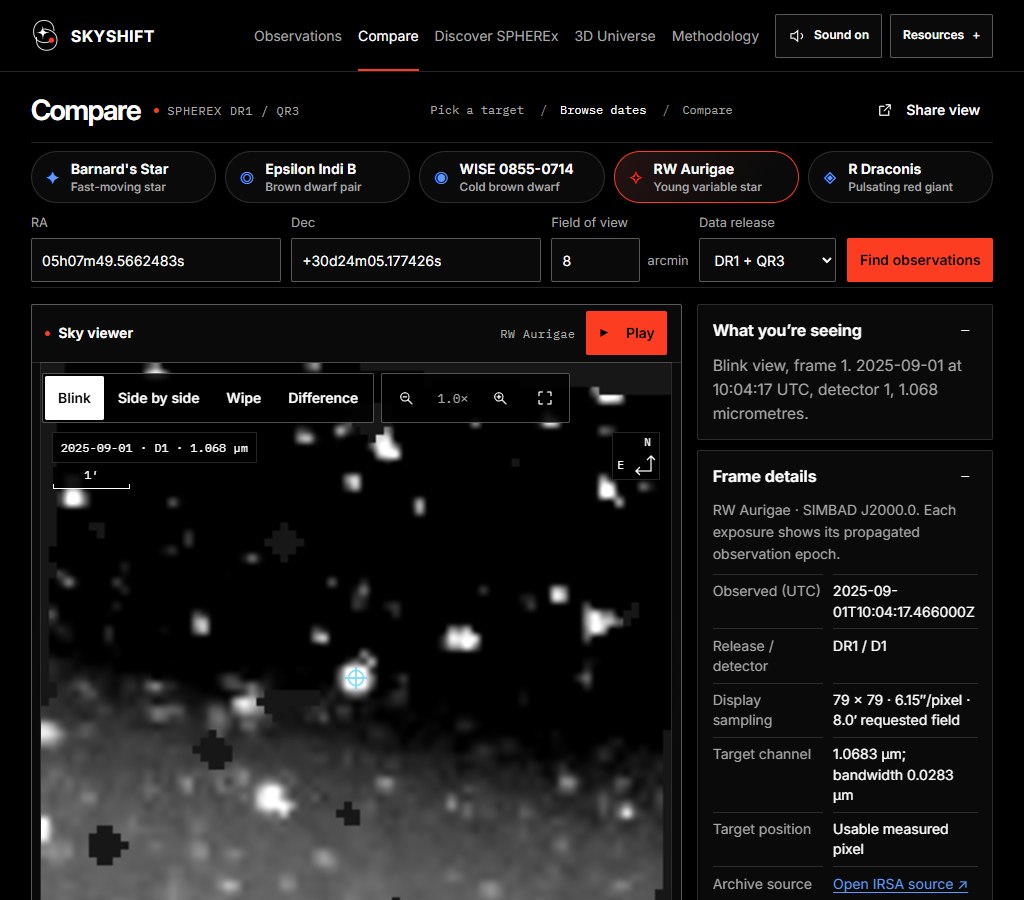 SKYSHIFT
Observations Compare Discover SPHEREx 3D Universe Methodology Sound on Resources +
Compare • SPHEREX DR1 / QR3 Pick a target / Browse dates / Compare Share view
Barnard's Star
Fast-moving star
Epsilon Indi B
Brown dwarf pair
WISE 0855-0714
Cold brown dwarf
RW Aurigae
Young variable star
R Draconis
Pulsating red giant
RA Dec Field of view Data release
05h07m49.5662483s +30d24m05.177426s 8 arcmin DR1 + QR3 Find observations
• Sky viewer RW Aurigae Play
Blink Side by side Wipe Difference 1.0×
2025-09-01 · D1 · 1.068 µm
1′
N
E
What you’re seeing −
Blink view, frame 1. 2025-09-01 at
10:04:17 UTC, detector 1, 1.068
micrometres.
Frame details −
RW Aurigae · SIMBAD J2000.0. Each
exposure shows its propagated
observation epoch.
Observed (UTC) 2025-09-
01T10:04:17.466000Z
Release / DR1 / D1
detector
Display 79 × 79 · 6.15″/pixel ·
sampling 8.0′ requested field
Target channel 1.0683 µm;
bandwidth 0.0283
µm
Target position Usable measured
pixel
Archive source Open IRSA source ↗